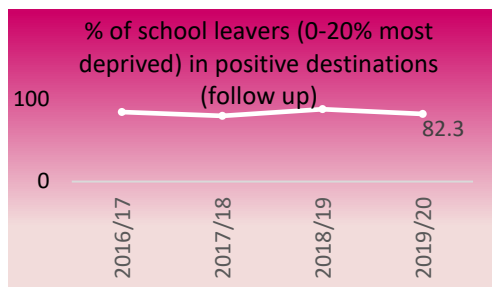 % of school leavers (0-20% most
deprived) in positive destinations
(follow up)
100
82.3
0
2016/17
2017/18
2018/19
2019/20